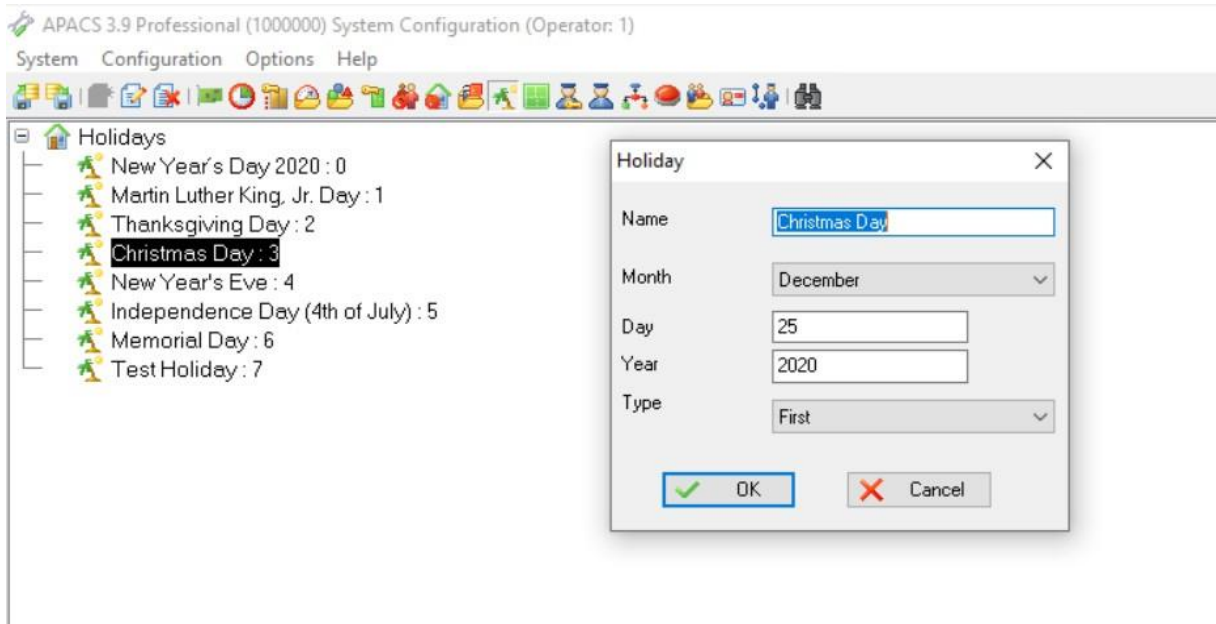 APACS 3.9 Professional (1000000) System Configuration (Operator: 1)
System Configuration Options Help
Holidays
New Year's Day 2020 : 0
Martin Luther King, Jr. Day : 1
Thanksgiving Day : 2
Christmas Day : 3
New Year's Eve : 4
Independence Day (4th of July) : 5
Memorial Day : 6
Test Holiday : 7
Holiday
Name Christmas Day
Month December
Day 25
Year 2020
Type First
OK Cancel